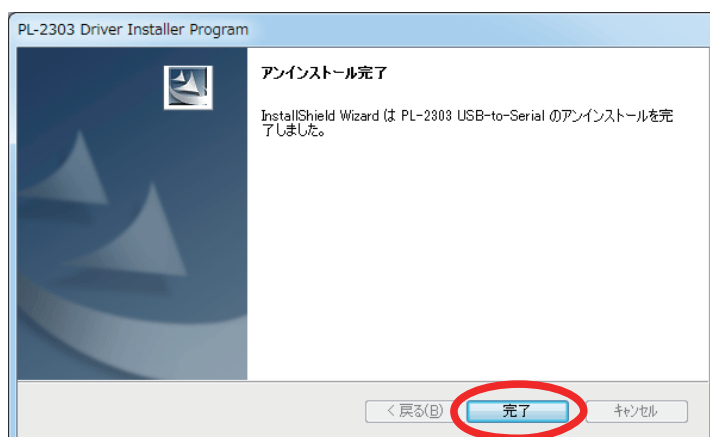 PL-2303 Driver Installer Program
アンインストール完了
InstallShield Wizard は PL-2303 USB-to-Serial のアンインストールを完
了しました。
< 戻る(B)
完了
キャンセル